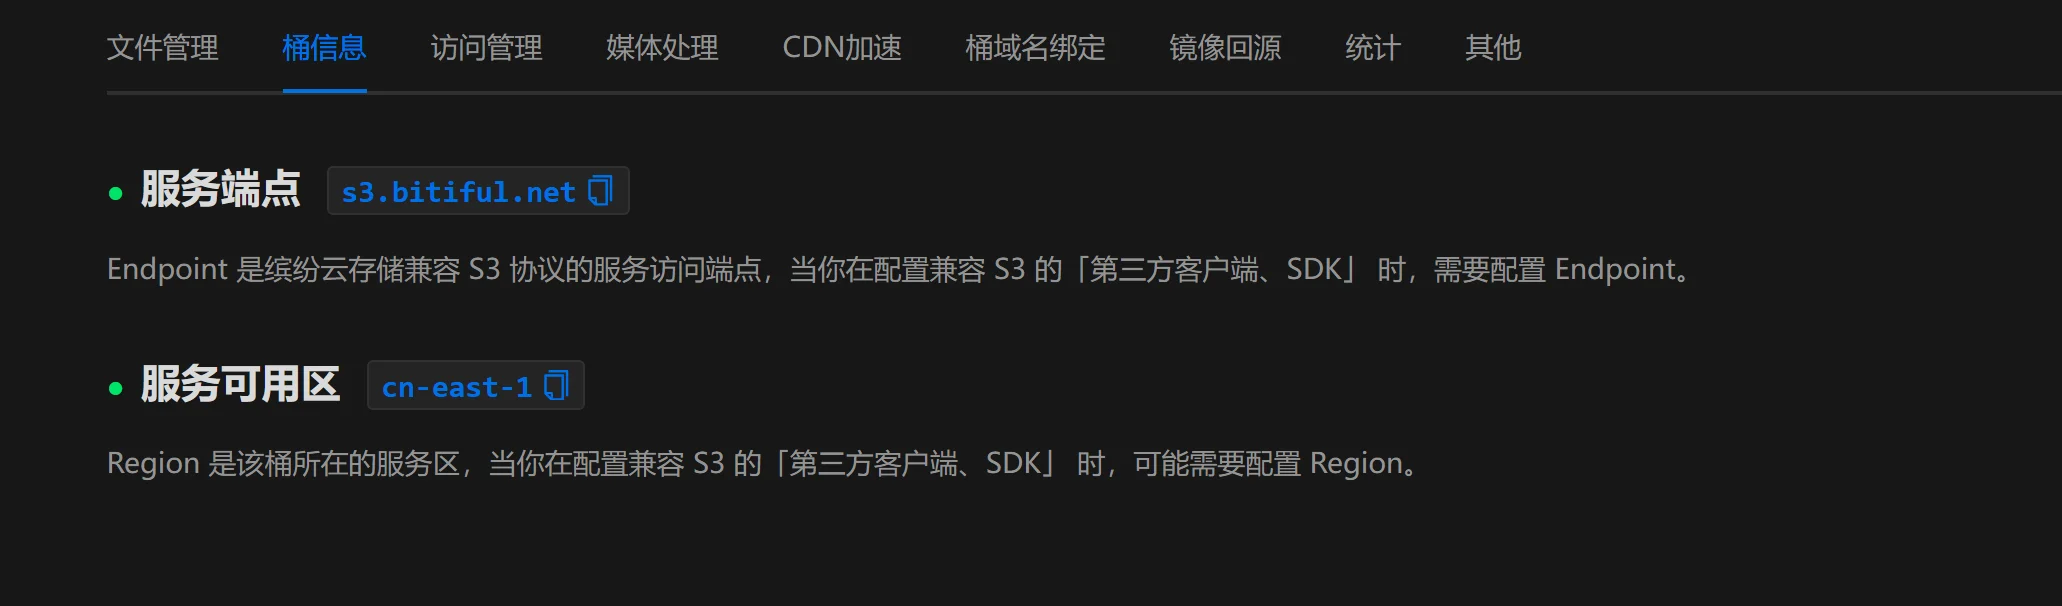 文件管理 桶信息 访问管理 媒体处理 CDN加速 桶域名绑定 镜像回源 统计 其他
服务端点 s3.bitiful.net
Endpoint 是缤纷云存储兼容 S3 协议的服务访问端点，当你在配置兼容 S3 的「第三方客户端、SDK」 时，需要配置 Endpoint。
服务可用区 cn-east-1
Region 是该桶所在的服务区，当你在配置兼容 S3 的「第三方客户端、SDK」 时，可能需要配置 Region。